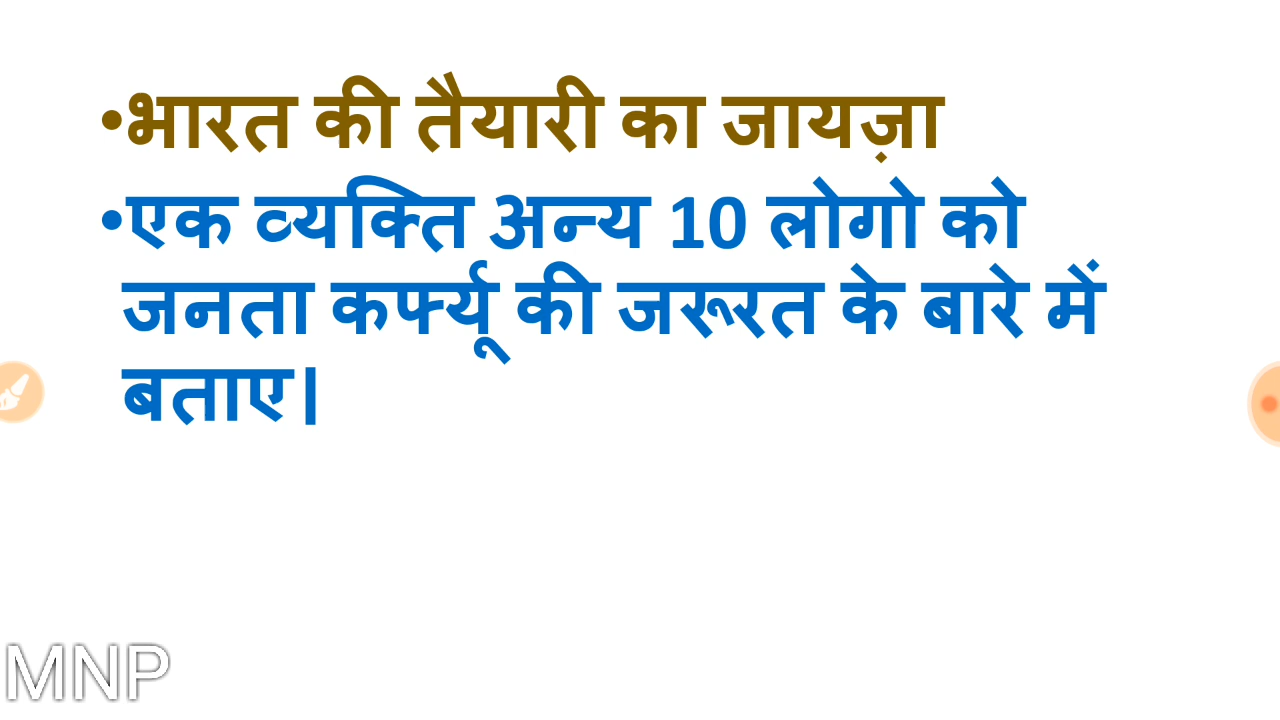 •भारत की तैयारी का जायज़ा
•एक व्यक्ति अन्य 10 लोगो को
जनता कर्फ्यू की जरूरत के बारे में
बताए।
MNP